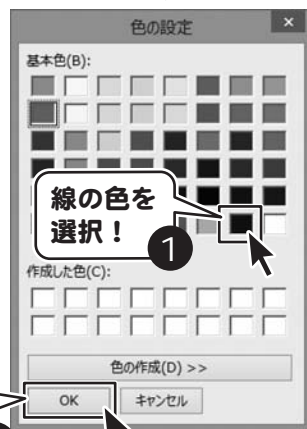 色の設定
×
基本色(B):
線の色を
選択！
1
作成した色(C):
色の作成(D) >>
OK
キャンセル